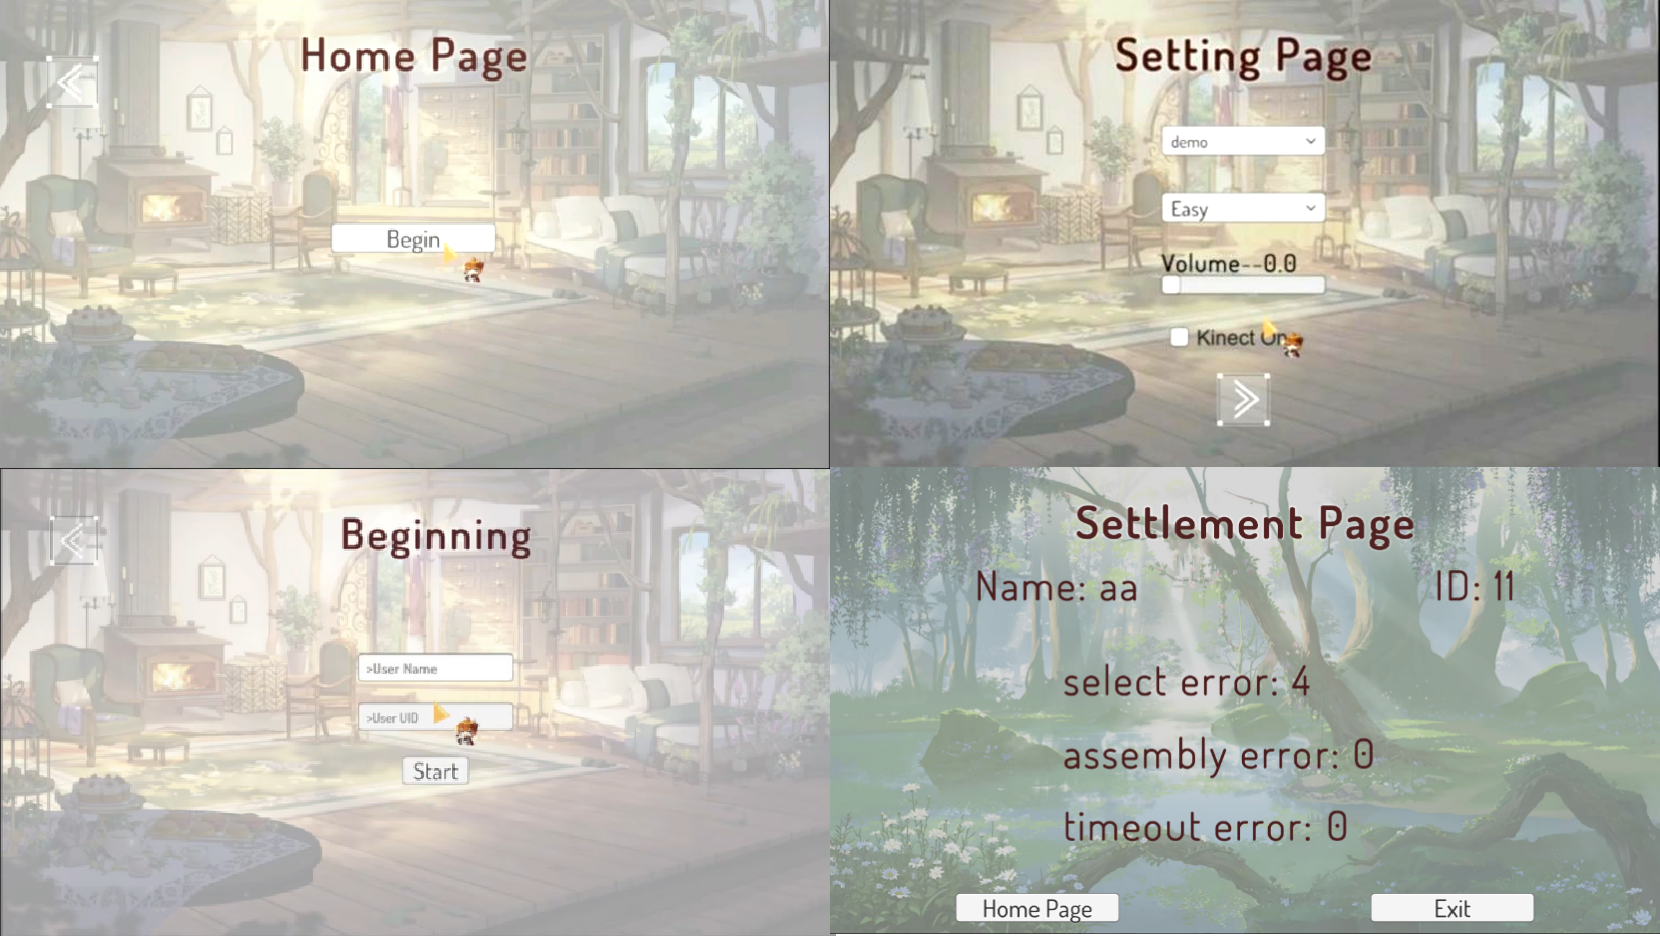 Home Page
Begin
Setting Page
demo
Easy
Volume--0.0
Kinect On
Beginning
>User Name
>User UID
Start
Settlement Page
Name: aa
ID: 11
select error: 4
assembly error: 0
timeout error: 0
Home Page
Exit